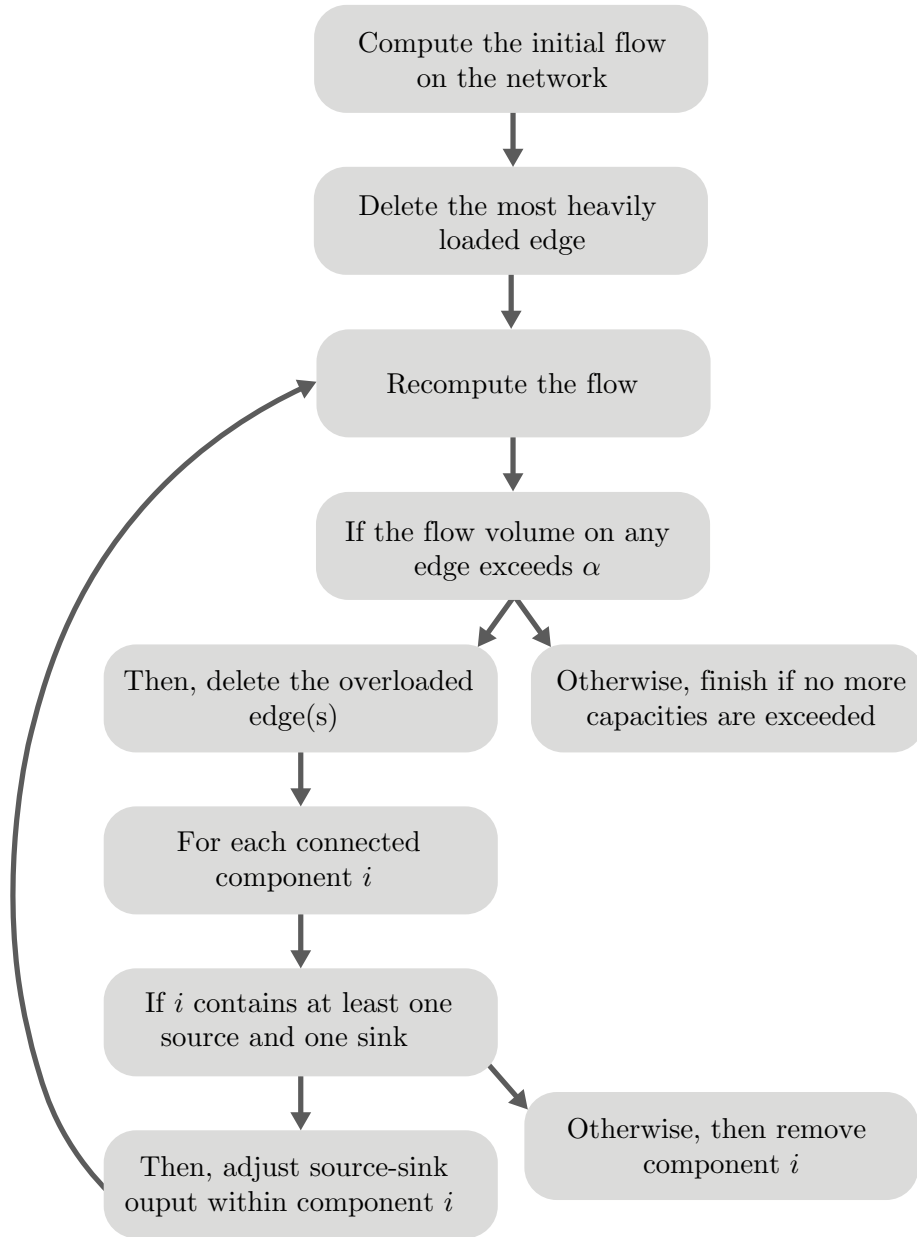 Compute the initial flow
on the network
Delete the most heavily
loaded edge
Recompute the flow
If the flow volume on any
edge exceeds α
Then, delete the overloaded
edge(s)
Otherwise, finish if no more
capacities are exceeded
For each connected
component i
If i contains at least one
source and one sink
Otherwise, then remove
component i
Then, adjust source-sink
ouput within component i